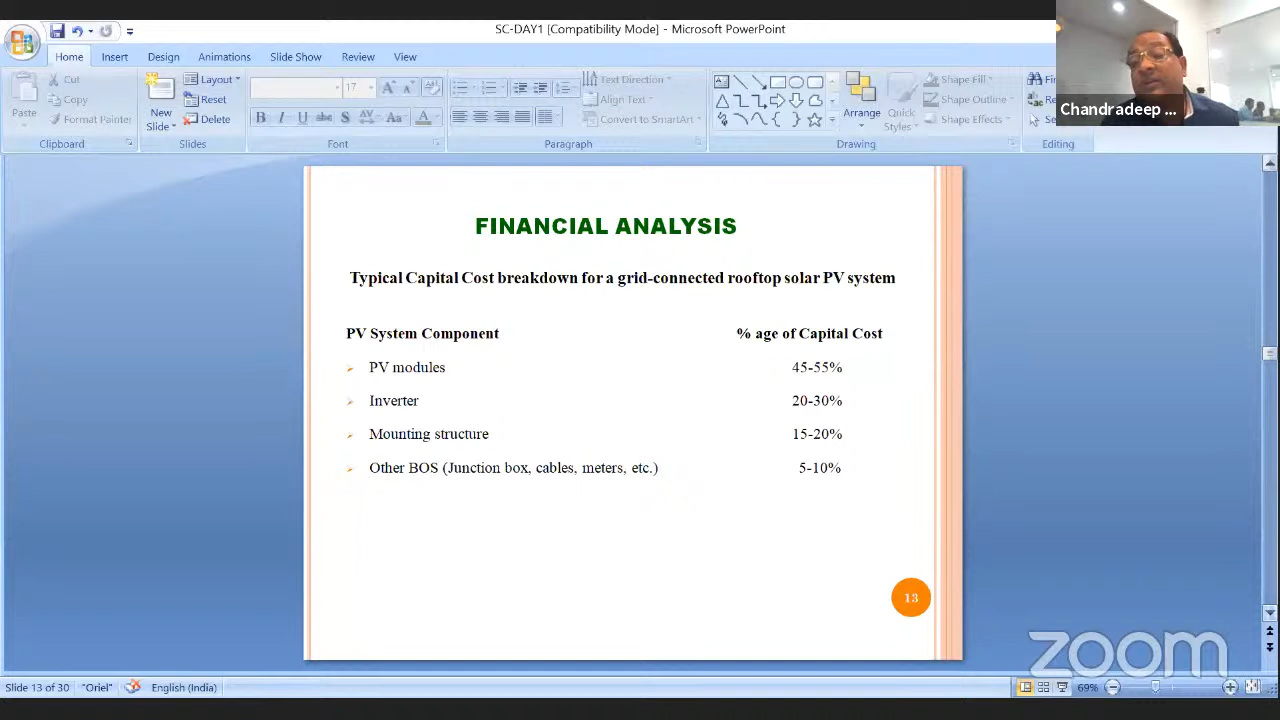 SC-DAY1 [Compatibility Mode] - Microsoft PowerPoint
Home Insert Design Animations Slide Show Review View
Paste
Cut
Copy
Format Painter
Clipboard
New Slide
Layout
Reset
Delete
Slides
17
B I U abc S AV Aa A
Font
Text Direction
Align Text
Convert to SmartArt
Paragraph
Arrange
Quick Styles
Shape Fill
Shape Outline
Shape Effects
Drawing
Editing
Chandradeep ...
FINANCIAL ANALYSIS
Typical Capital Cost breakdown for a grid-connected rooftop solar PV system
PV System Component % age of Capital Cost
PV modules 45-55%
Inverter 20-30%
Mounting structure 15-20%
Other BOS (Junction box, cables, meters, etc.) 5-10%
13
zoom
Slide 13 of 30 "Oriel" English (India) 69%